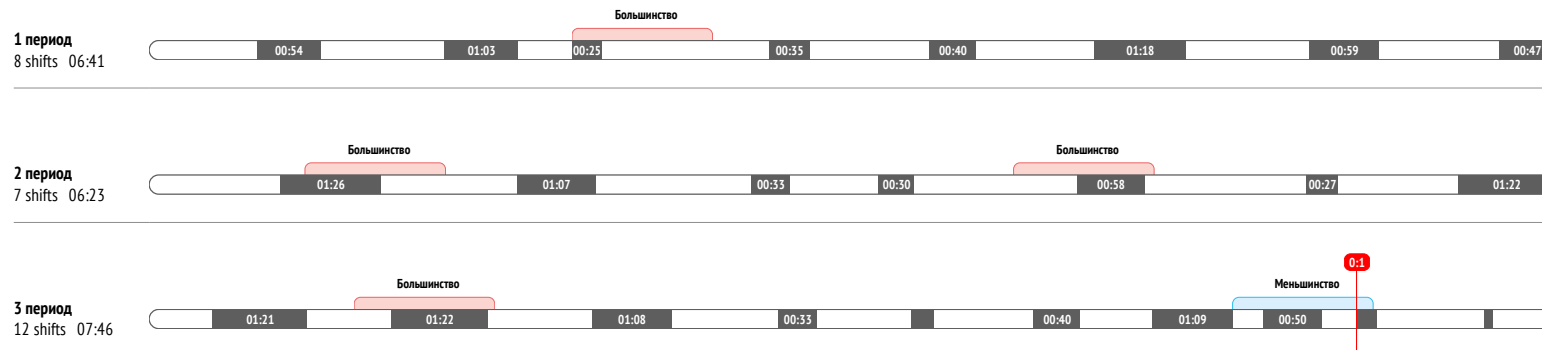 Большинство
1 период
8 shifts 06:41
00:54 01:03 00:25 00:35 00:40 01:18 00:59 00:47
Большинство Большинство
2 период
7 shifts 06:23
01:26 01:07 00:33 00:30 00:58 00:27 01:22
0:1
Большинство Меньшинство
3 период
12 shifts 07:46
01:21 01:22 01:08 00:33 00:40 01:09 00:50